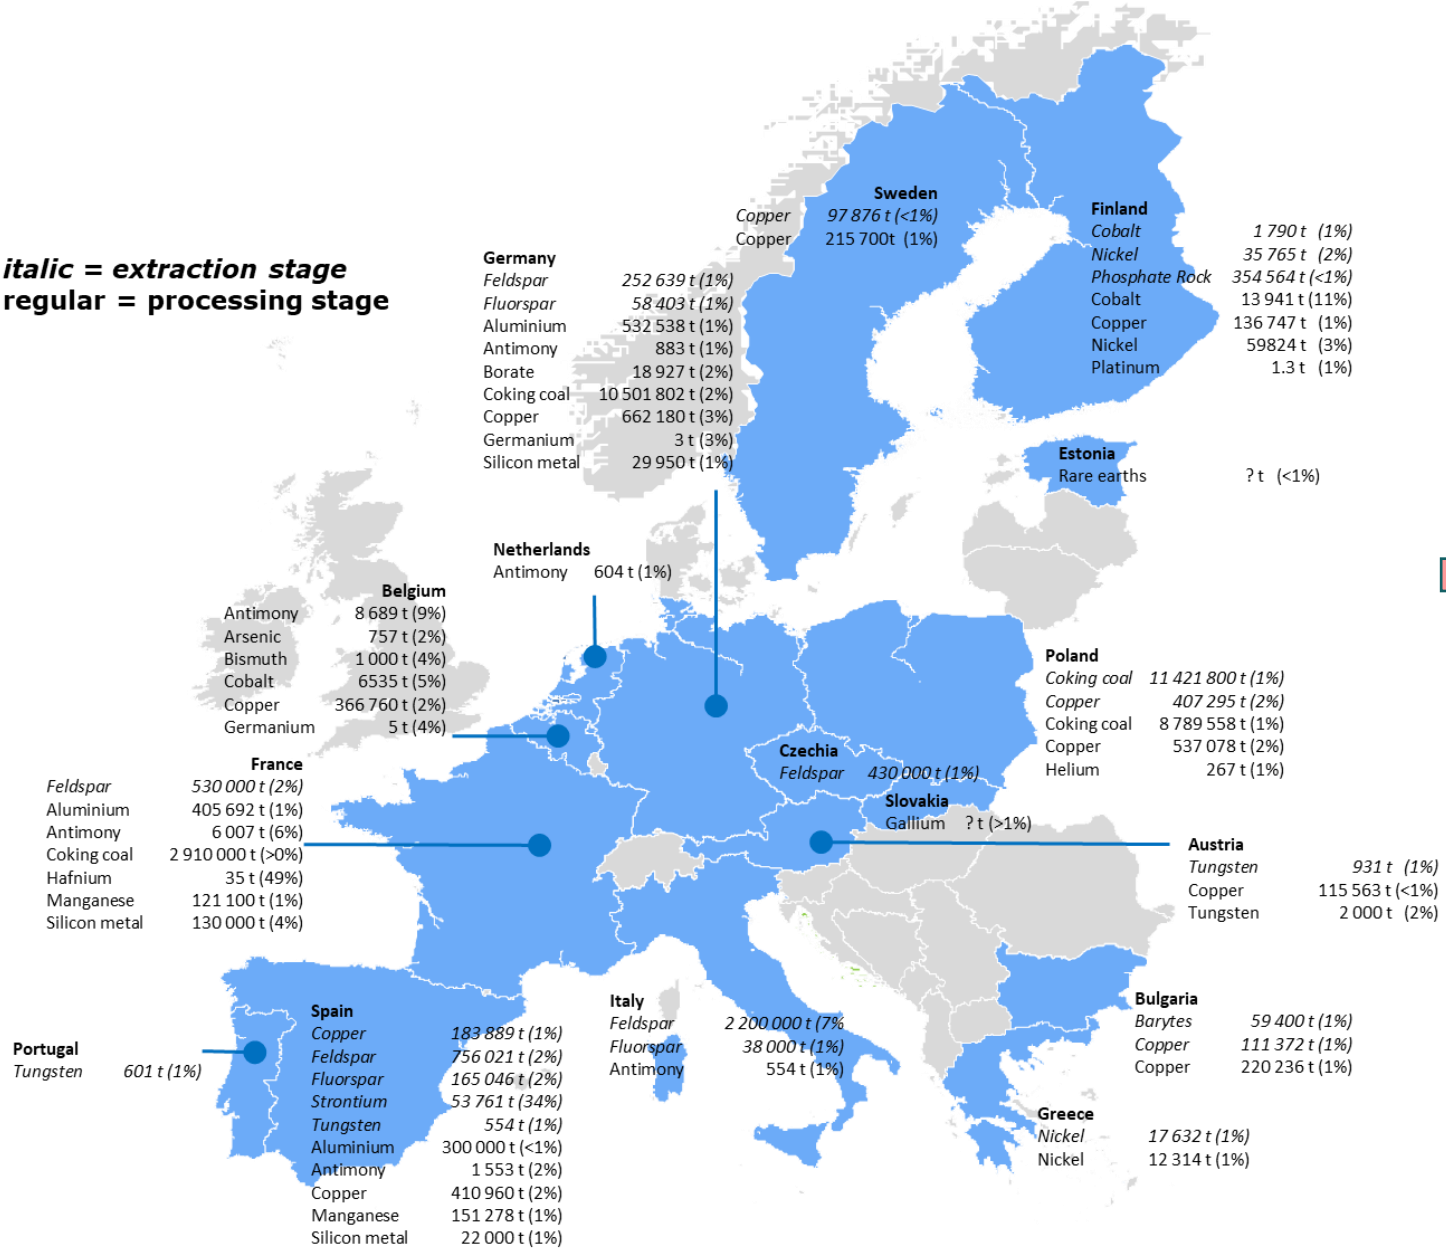 italic = extraction stage
regular = processing stage
Sweden
Copper 97 876 t (<1%)
Copper 215 700t (1%)
Finland
Cobalt 1 790 t (1%)
Nickel 35 765 t (2%)
Phosphate Rock 354 564 t (<1%)
Cobalt 13 941 t (11%)
Copper 136 747 t (1%)
Nickel 59824 t (3%)
Platinum 1.3 t (1%)
Germany
Feldspar 252 639 t (1%)
Fluorspar 58 403 t (1%)
Aluminium 532 538 t (1%)
Antimony 883 t (1%)
Borate 18 927 t (2%)
Coking coal 10 501 802 t (2%)
Copper 662 180 t (3%)
Germanium 3 t (3%)
Silicon metal 29 950 t (1%)
Estonia
Rare earths ? t (<1%)
Netherlands
Antimony 604 t (1%)
Belgium
Antimony 8 689 t (9%)
Arsenic 757 t (2%)
Bismuth 1 000 t (4%)
Cobalt 6535 t (5%)
Copper 366 760 t (2%)
Germanium 5 t (4%)
Poland
Coking coal 11 421 800 t (1%)
Copper 407 295 t (2%)
Coking coal 8 789 558 t (1%)
Copper 537 078 t (2%)
Helium 267 t (1%)
Czechia
Feldspar 430 000 t (1%)
Slovakia
Gallium ? t (>1%)
France
Feldspar 530 000 t (2%)
Aluminium 405 692 t (1%)
Antimony 6 007 t (6%)
Coking coal 2 910 000 t (>0%)
Hafnium 35 t (49%)
Manganese 121 100 t (1%)
Silicon metal 130 000 t (4%)
Austria
Tungsten 931 t (1%)
Copper 115 563 t (<1%)
Tungsten 2 000 t (2%)
Portugal
Tungsten 601 t (1%)
Spain
Copper 183 889 t (1%)
Feldspar 756 021 t (2%)
Fluorspar 165 046 t (2%)
Strontium 53 761 t (34%)
Tungsten 554 t (1%)
Aluminium 300 000 t (<1%)
Antimony 1 553 t (2%)
Copper 410 960 t (2%)
Manganese 151 278 t (1%)
Silicon metal 22 000 t (1%)
Italy
Feldspar 2 200 000 t (7%
Fluorspar 38 000 t (1%)
Antimony 554 t (1%)
Bulgaria
Barytes 59 400 t (1%)
Copper 111 372 t (1%)
Copper 220 236 t (1%)
Greece
Nickel 17 632 t (1%)
Nickel 12 314 t (1%)